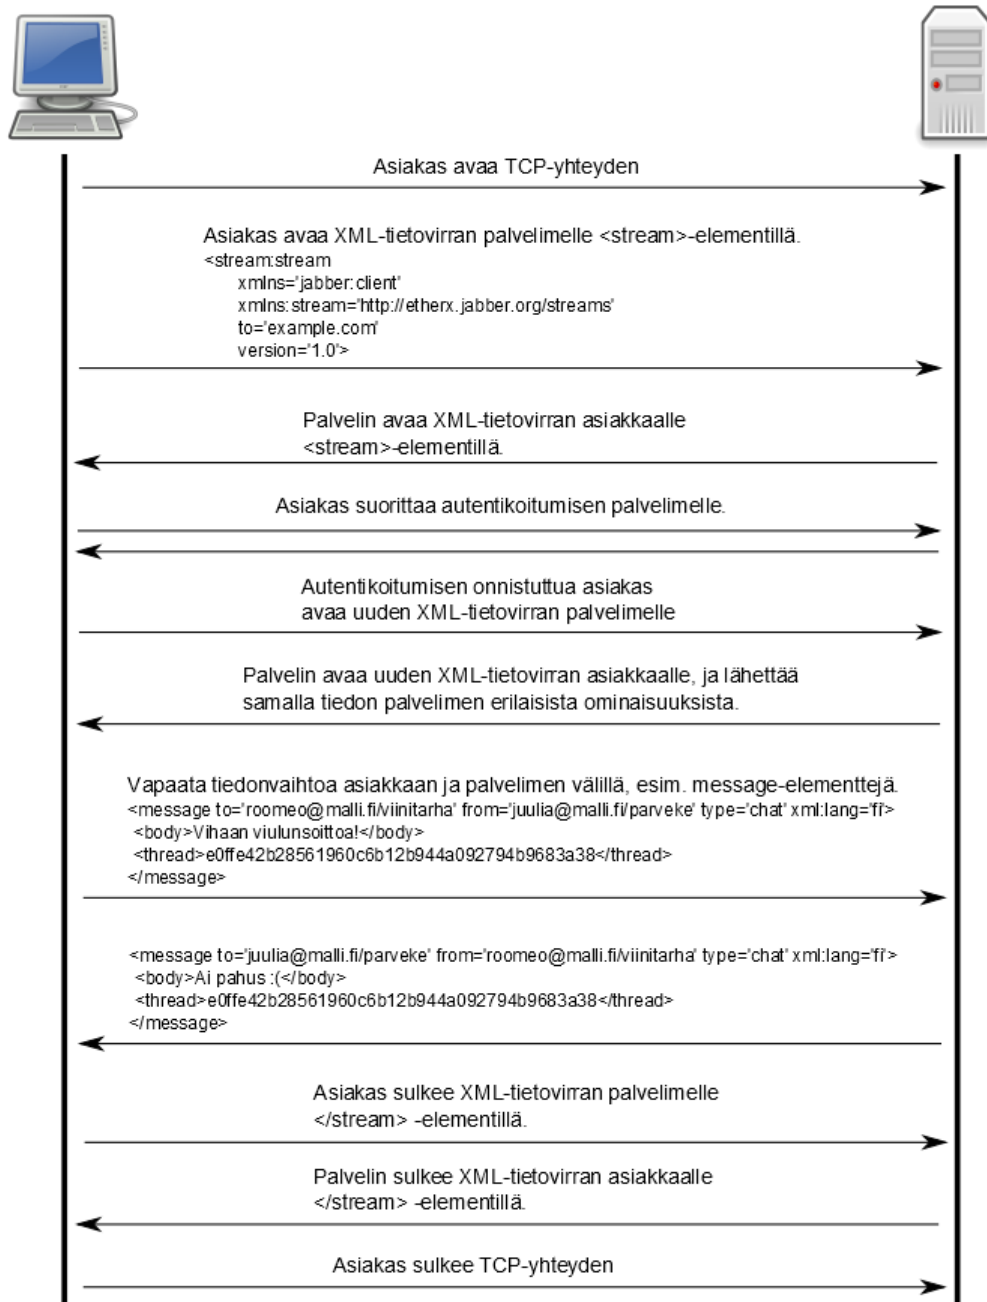 Asiakas avaa TCP-yhteyden
Asiakas avaa XML-tietovirran palvelimelle <stream>-elementillä.
<stream:stream
xmlns='jabber:client'
xmlns:stream='http://etherx.jabber.org/streams'
to='example.com'
version='1.0'>
Palvelin avaa XML-tietovirran asiakkaalle
<stream>-elementillä.
Asiakas suorittaa autentikoitumisen palvelimelle.
Autentikoitumisen onnistuttua asiakas
avaa uuden XML-tietovirran palvelimelle
Palvelin avaa uuden XML-tietovirran asiakkaalle, ja lähettää
samalla tiedon palvelimen erilaisista ominaisuuksista.
Vapaata tiedonvaihtoa asiakkaan ja palvelimen välillä, esim. message-elementtejä.
<message to='roomeo@malli.fi/viinitarha' from='juulia@malli.fi/parveke' type='chat' xml:lang='fi'>
<body>Vihaan viulunsoittoa!</body>
<thread>e0ffe42b28561960c6b12b944a092794b9683a38</thread>
</message>
<message to='juulia@malli.fi/parveke' from='roomeo@malli.fi/viinitarha' type='chat' xml:lang='fi'>
<body>Ai pahus :(</body>
<thread>e0ffe42b28561960c6b12b944a092794b9683a38</thread>
</message>
Asiakas sulkee XML-tietovirran palvelimelle
</stream> -elementillä.
Palvelin sulkee XML-tietovirran asiakkaalle
</stream> -elementillä.
Asiakas sulkee TCP-yhteyden